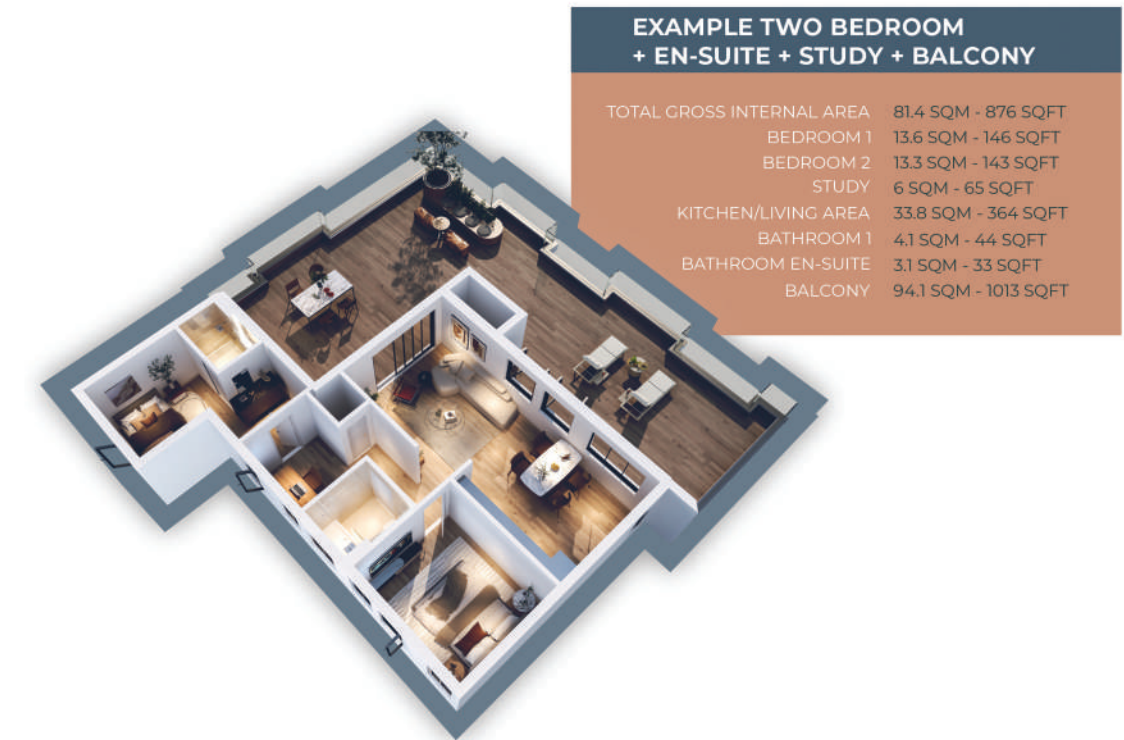 EXAMPLE TWO BEDROOM
+ EN-SUITE + STUDY + BALCONY
TOTAL GROSS INTERNAL AREA 81.4 SQM - 876 SQFT
BEDROOM 1 13.6 SQM - 146 SQFT
BEDROOM 2 13.3 SQM - 143 SQFT
STUDY 6 SQM - 65 SQFT
KITCHEN/LIVING AREA 33.8 SQM - 364 SQFT
BATHROOM 1 4.1 SQM - 44 SQFT
BATHROOM EN-SUITE 3.1 SQM - 33 SQFT
BALCONY 94.1 SQM - 1013 SQFT